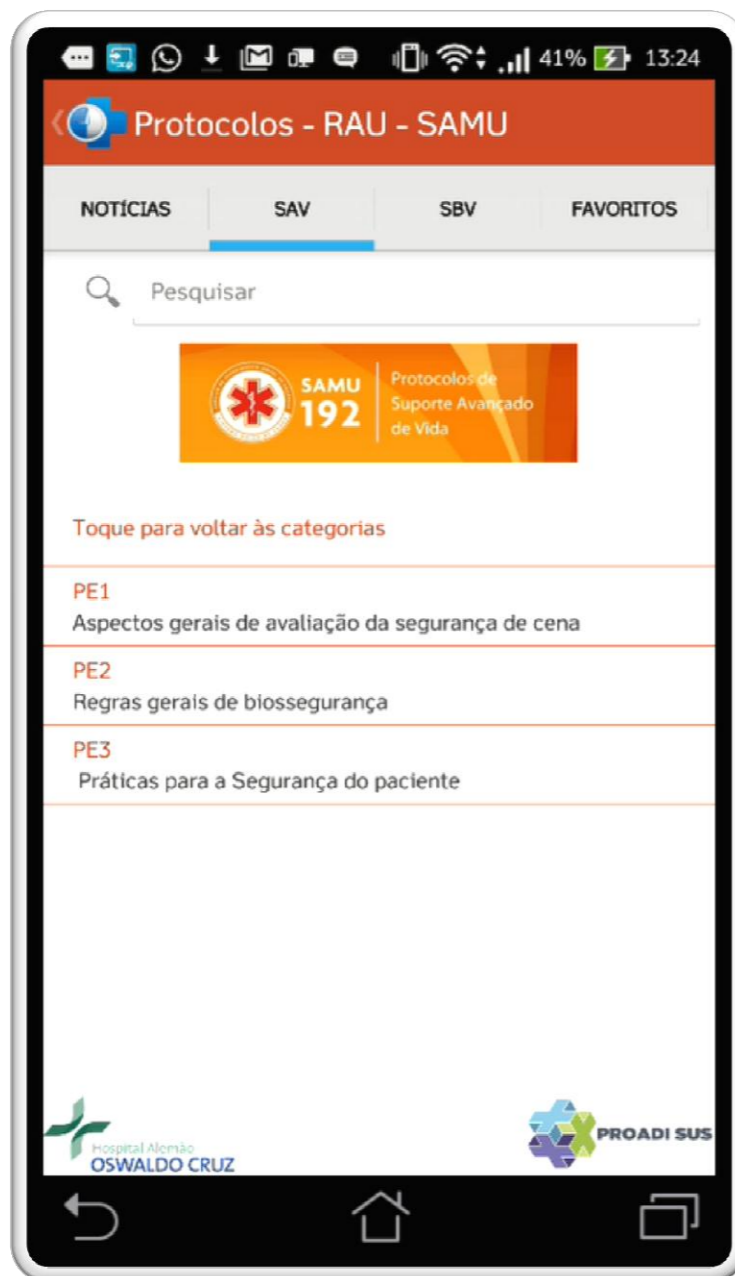 41% 13:24
Protocolos - RAU - SAMU
NOTÍCIAS SAV SBV FAVORITOS
Pesquisar
SAMU
192
Protocolos de
Suporte Avançado
de Vida
Toque para voltar às categorias
PE1
Aspectos gerais de avaliação da segurança de cena
PE2
Regras gerais de biossegurança
PE3
Práticas para a Segurança do paciente
Hospital Alemão
OSWALDO CRUZ
PROADI SUS